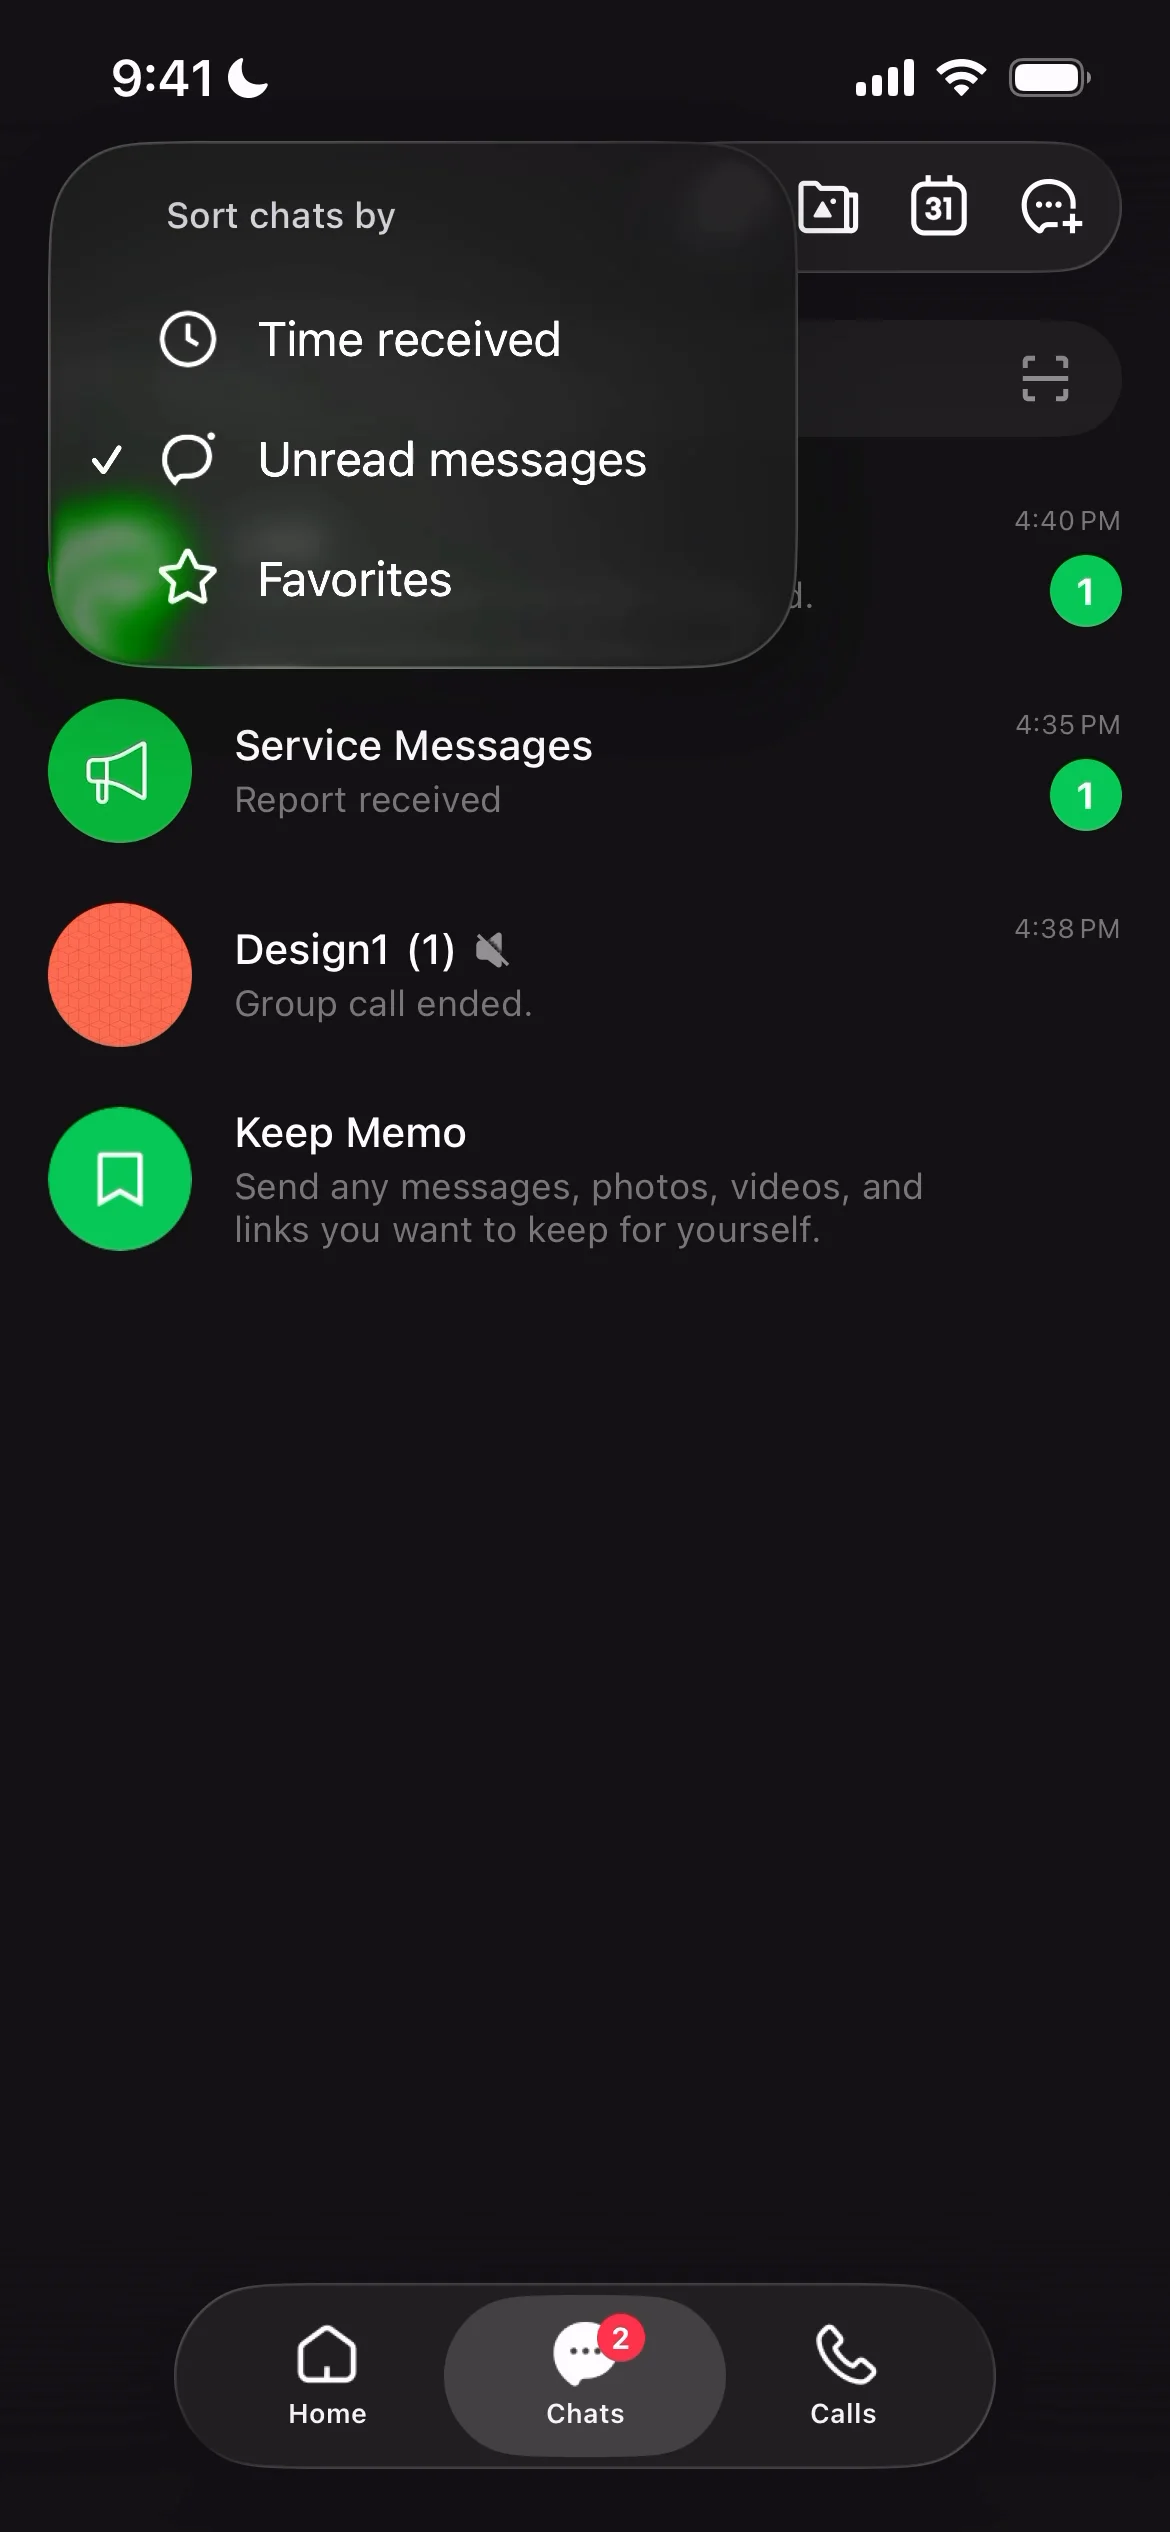 9:41
Sort chats by
31
Time received
Unread messages
4:40 PM
Favorites
d.
1
Service Messages
4:35 PM
Report received
1
Design1 (1)
4:38 PM
Group call ended.
Keep Memo
Send any messages, photos, videos, and
links you want to keep for yourself.
2
Home
Chats
Calls